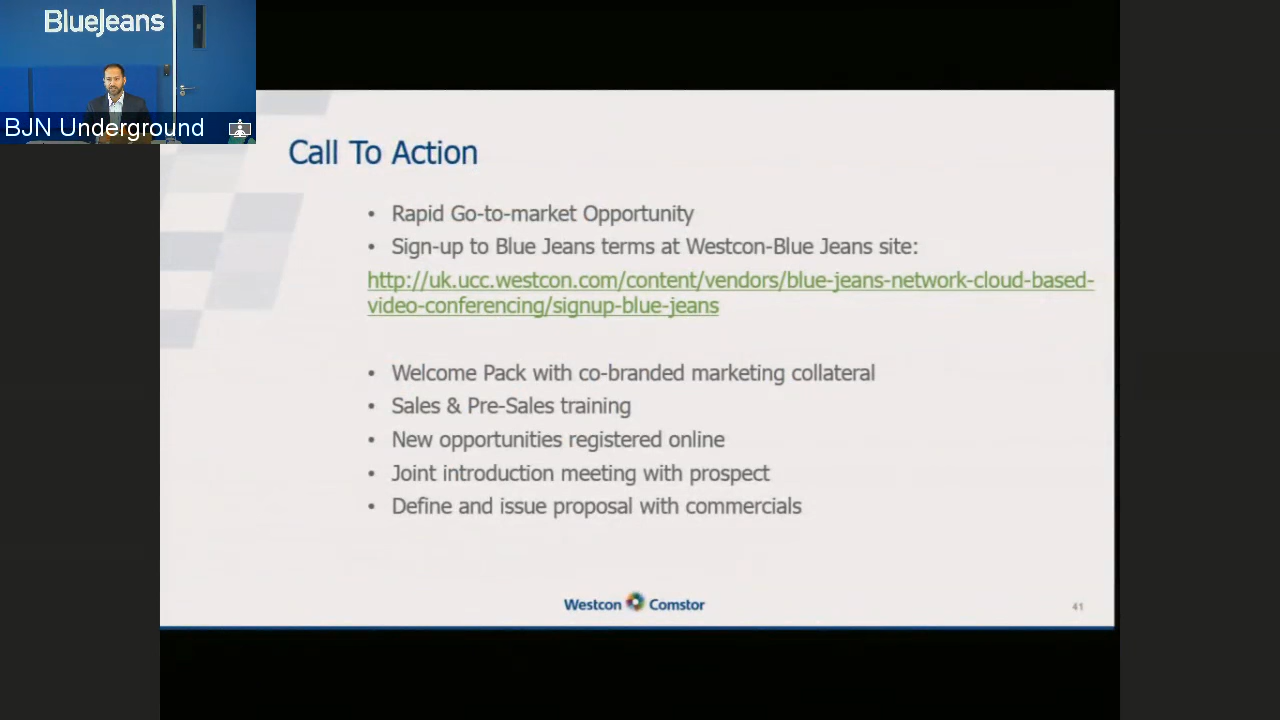 BlueJeans
BJN Underground
Call To Action
• Rapid Go-to-market Opportunity
• Sign-up to Blue Jeans terms at Westcon-Blue Jeans site:
http://uk.ucc.westcon.com/content/vendors/blue-jeans-network-cloud-based-
video-conferencing/signup-blue-jeans
• Welcome Pack with co-branded marketing collateral
• Sales & Pre-Sales training
• New opportunities registered online
• Joint introduction meeting with prospect
• Define and issue proposal with commercials
Westcon Comstor
41